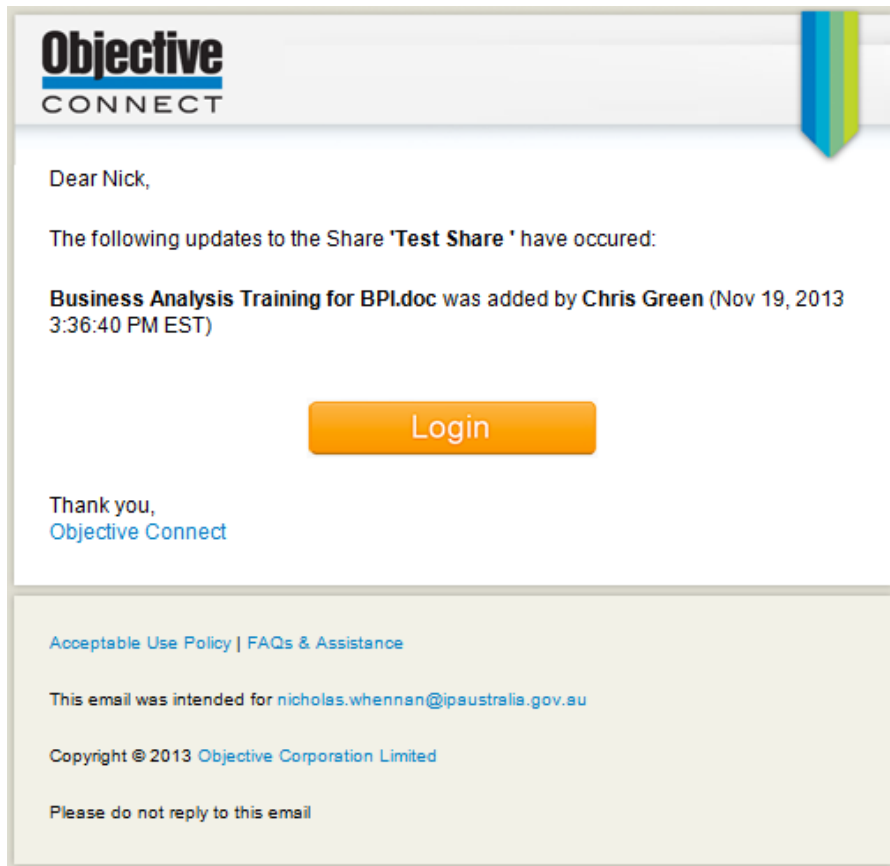 Objective
CONNECT
Dear Nick,
The following updates to the Share 'Test Share ' have occured:
Business Analysis Training for BPI.doc was added by Chris Green (Nov 19, 2013
3:36:40 PM EST)
Login
Thank you,
Objective Connect
Acceptable Use Policy | FAQs & Assistance
This email was intended for nicholas.whennan@ipaustralia.gov.au
Copyright © 2013 Objective Corporation Limited
Please do not reply to this email